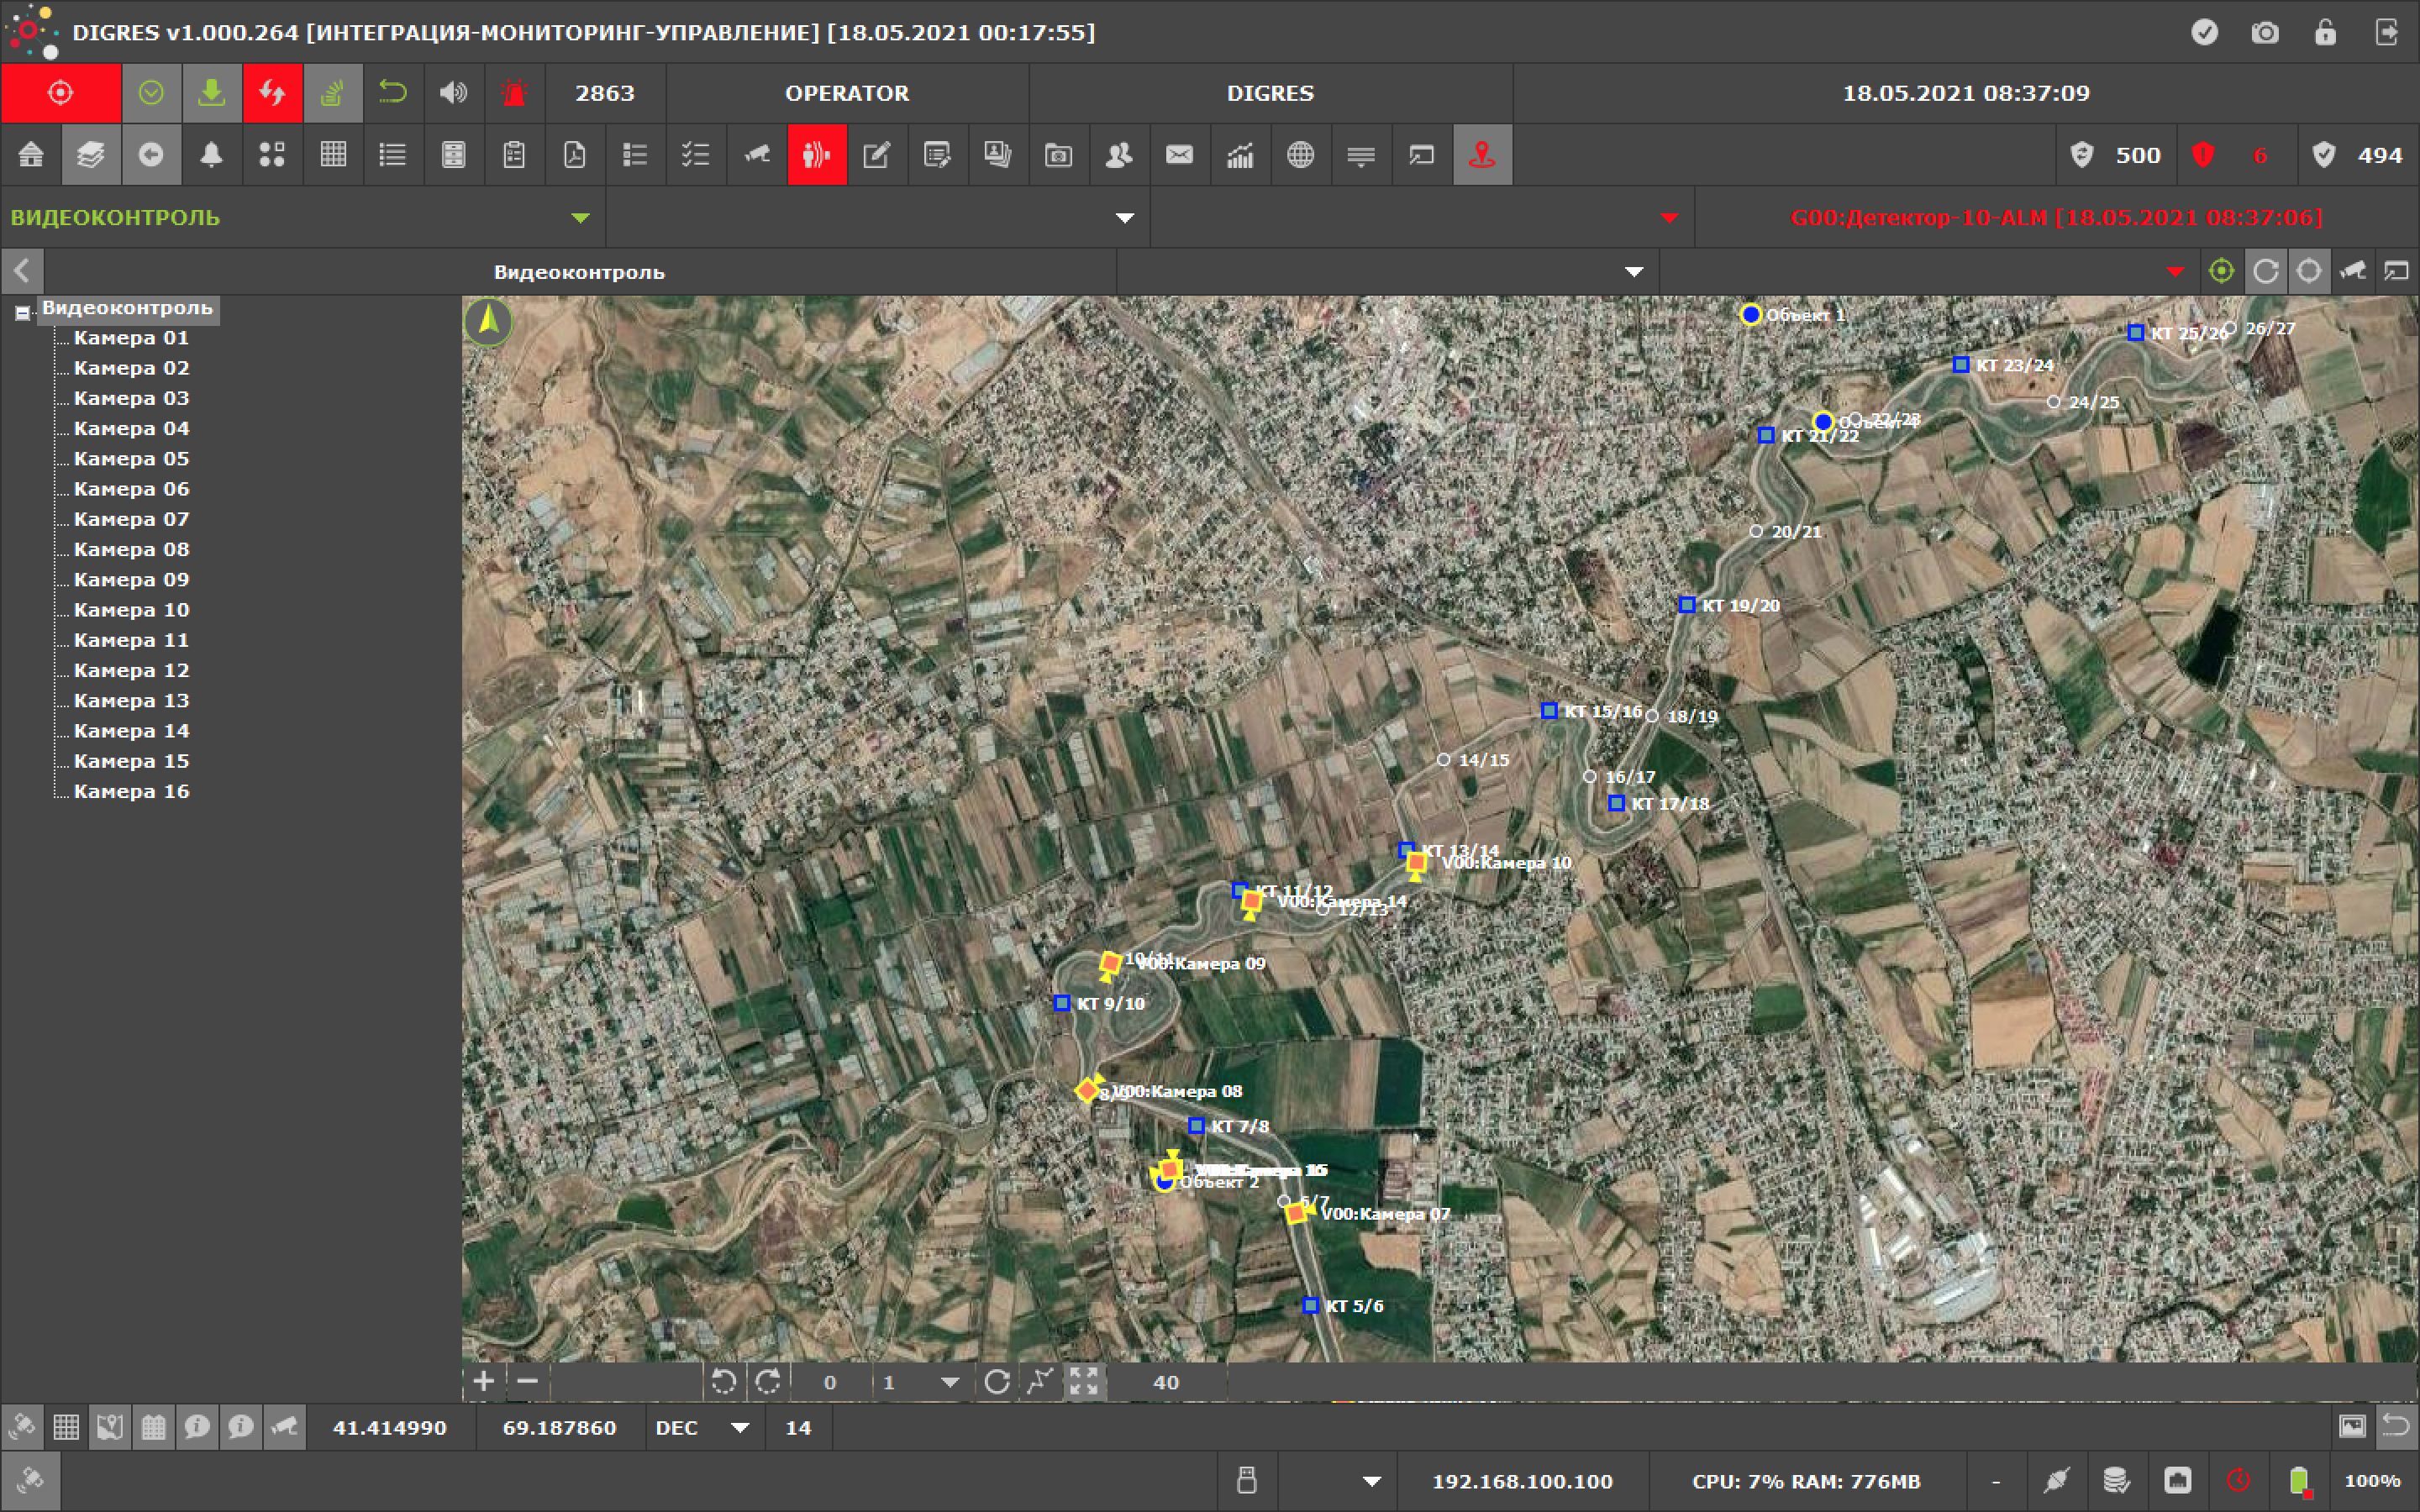 DIGRES v1.000.264 [ИНТЕГРАЦИЯ-МОНИТОРИНГ-УПРАВЛЕНИЕ] [18.05.2021 00:17:55]
2863 OPERATOR DIGRES 18.05.2021 08:37:09
500 6 494
ВИДЕОКОНТРОЛЬ G00:Детектор-10-ALM [18.05.2021 08:37:06]
Видеоконтроль
Видеоконтроль
Камера 01
Камера 02
Камера 03
Камера 04
Камера 05
Камера 06
Камера 07
Камера 08
Камера 09
Камера 10
Камера 11
Камера 12
Камера 13
Камера 14
Камера 15
Камера 16
Объект 1
КТ 25/26
26/27
КТ 23/24
24/25
22/23
Объект 4
КТ 21/22
20/21
КТ 19/20
КТ 15/16
18/19
14/15
16/17
КТ 17/18
КТ 13/14
V00:Камера 10
КТ 11/12
V00:Камера 14
12/13
10/11
V00:Камера 09
КТ 9/10
8/9
V00:Камера 08
КТ 7/8
Объект 2
6/7
V00:Камера 07
КТ 5/6
0 1 40
41.414990 69.187860 DEC 14
192.168.100.100 CPU: 7% RAM: 776MB - 100%